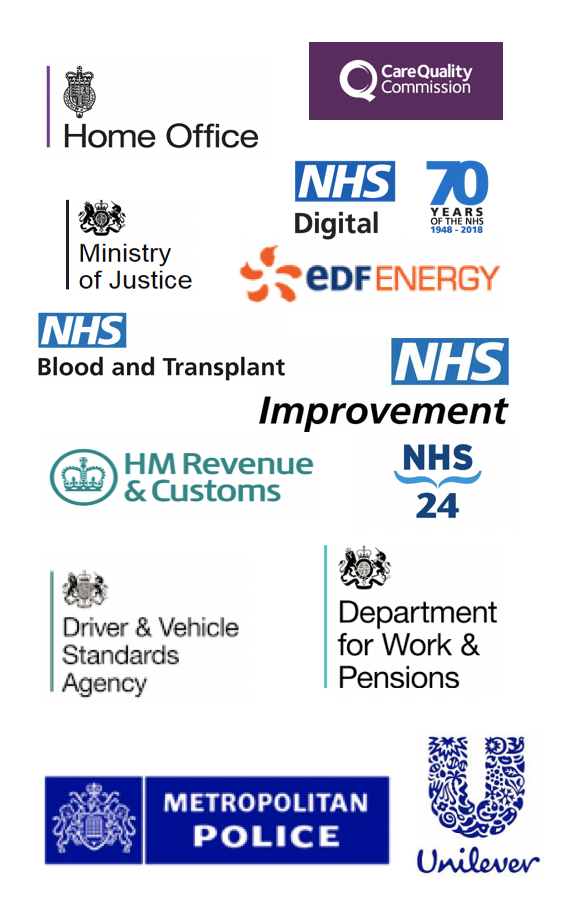 CareQuality
Commission
Home Office
NHS
Digital
70
YEARS
OF THE NHS
1948 - 2018
Ministry
of Justice
eDF ENERGY
NHS
Blood and Transplant
NHS
Improvement
HM Revenue
& Customs
NHS
24
Driver & Vehicle
Standards
Agency
Department
for Work &
Pensions
METROPOLITAN
POLICE
Unilever